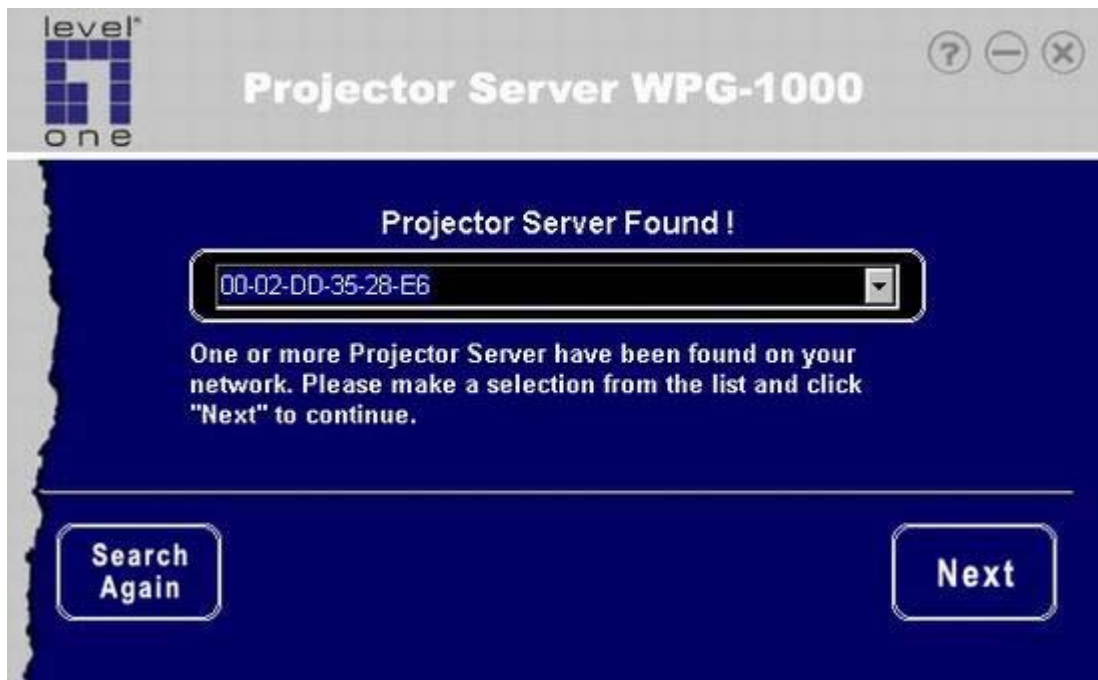 level
one
Projector Server WPG-1000
?
Projector Server Found !
00-02-DD-35-28-E6
One or more Projector Server have been found on your
network. Please make a selection from the list and click
"Next" to continue.
Search
Again
Next